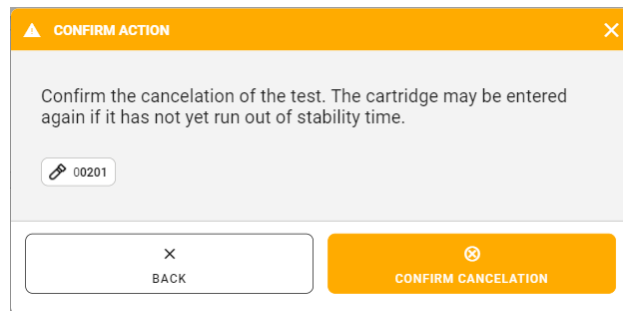 CONFIRM ACTION
Confirm the cancelation of the test. The cartridge may be entered
again if it has not yet run out of stability time.
00201
BACK
CONFIRM CANCELATION